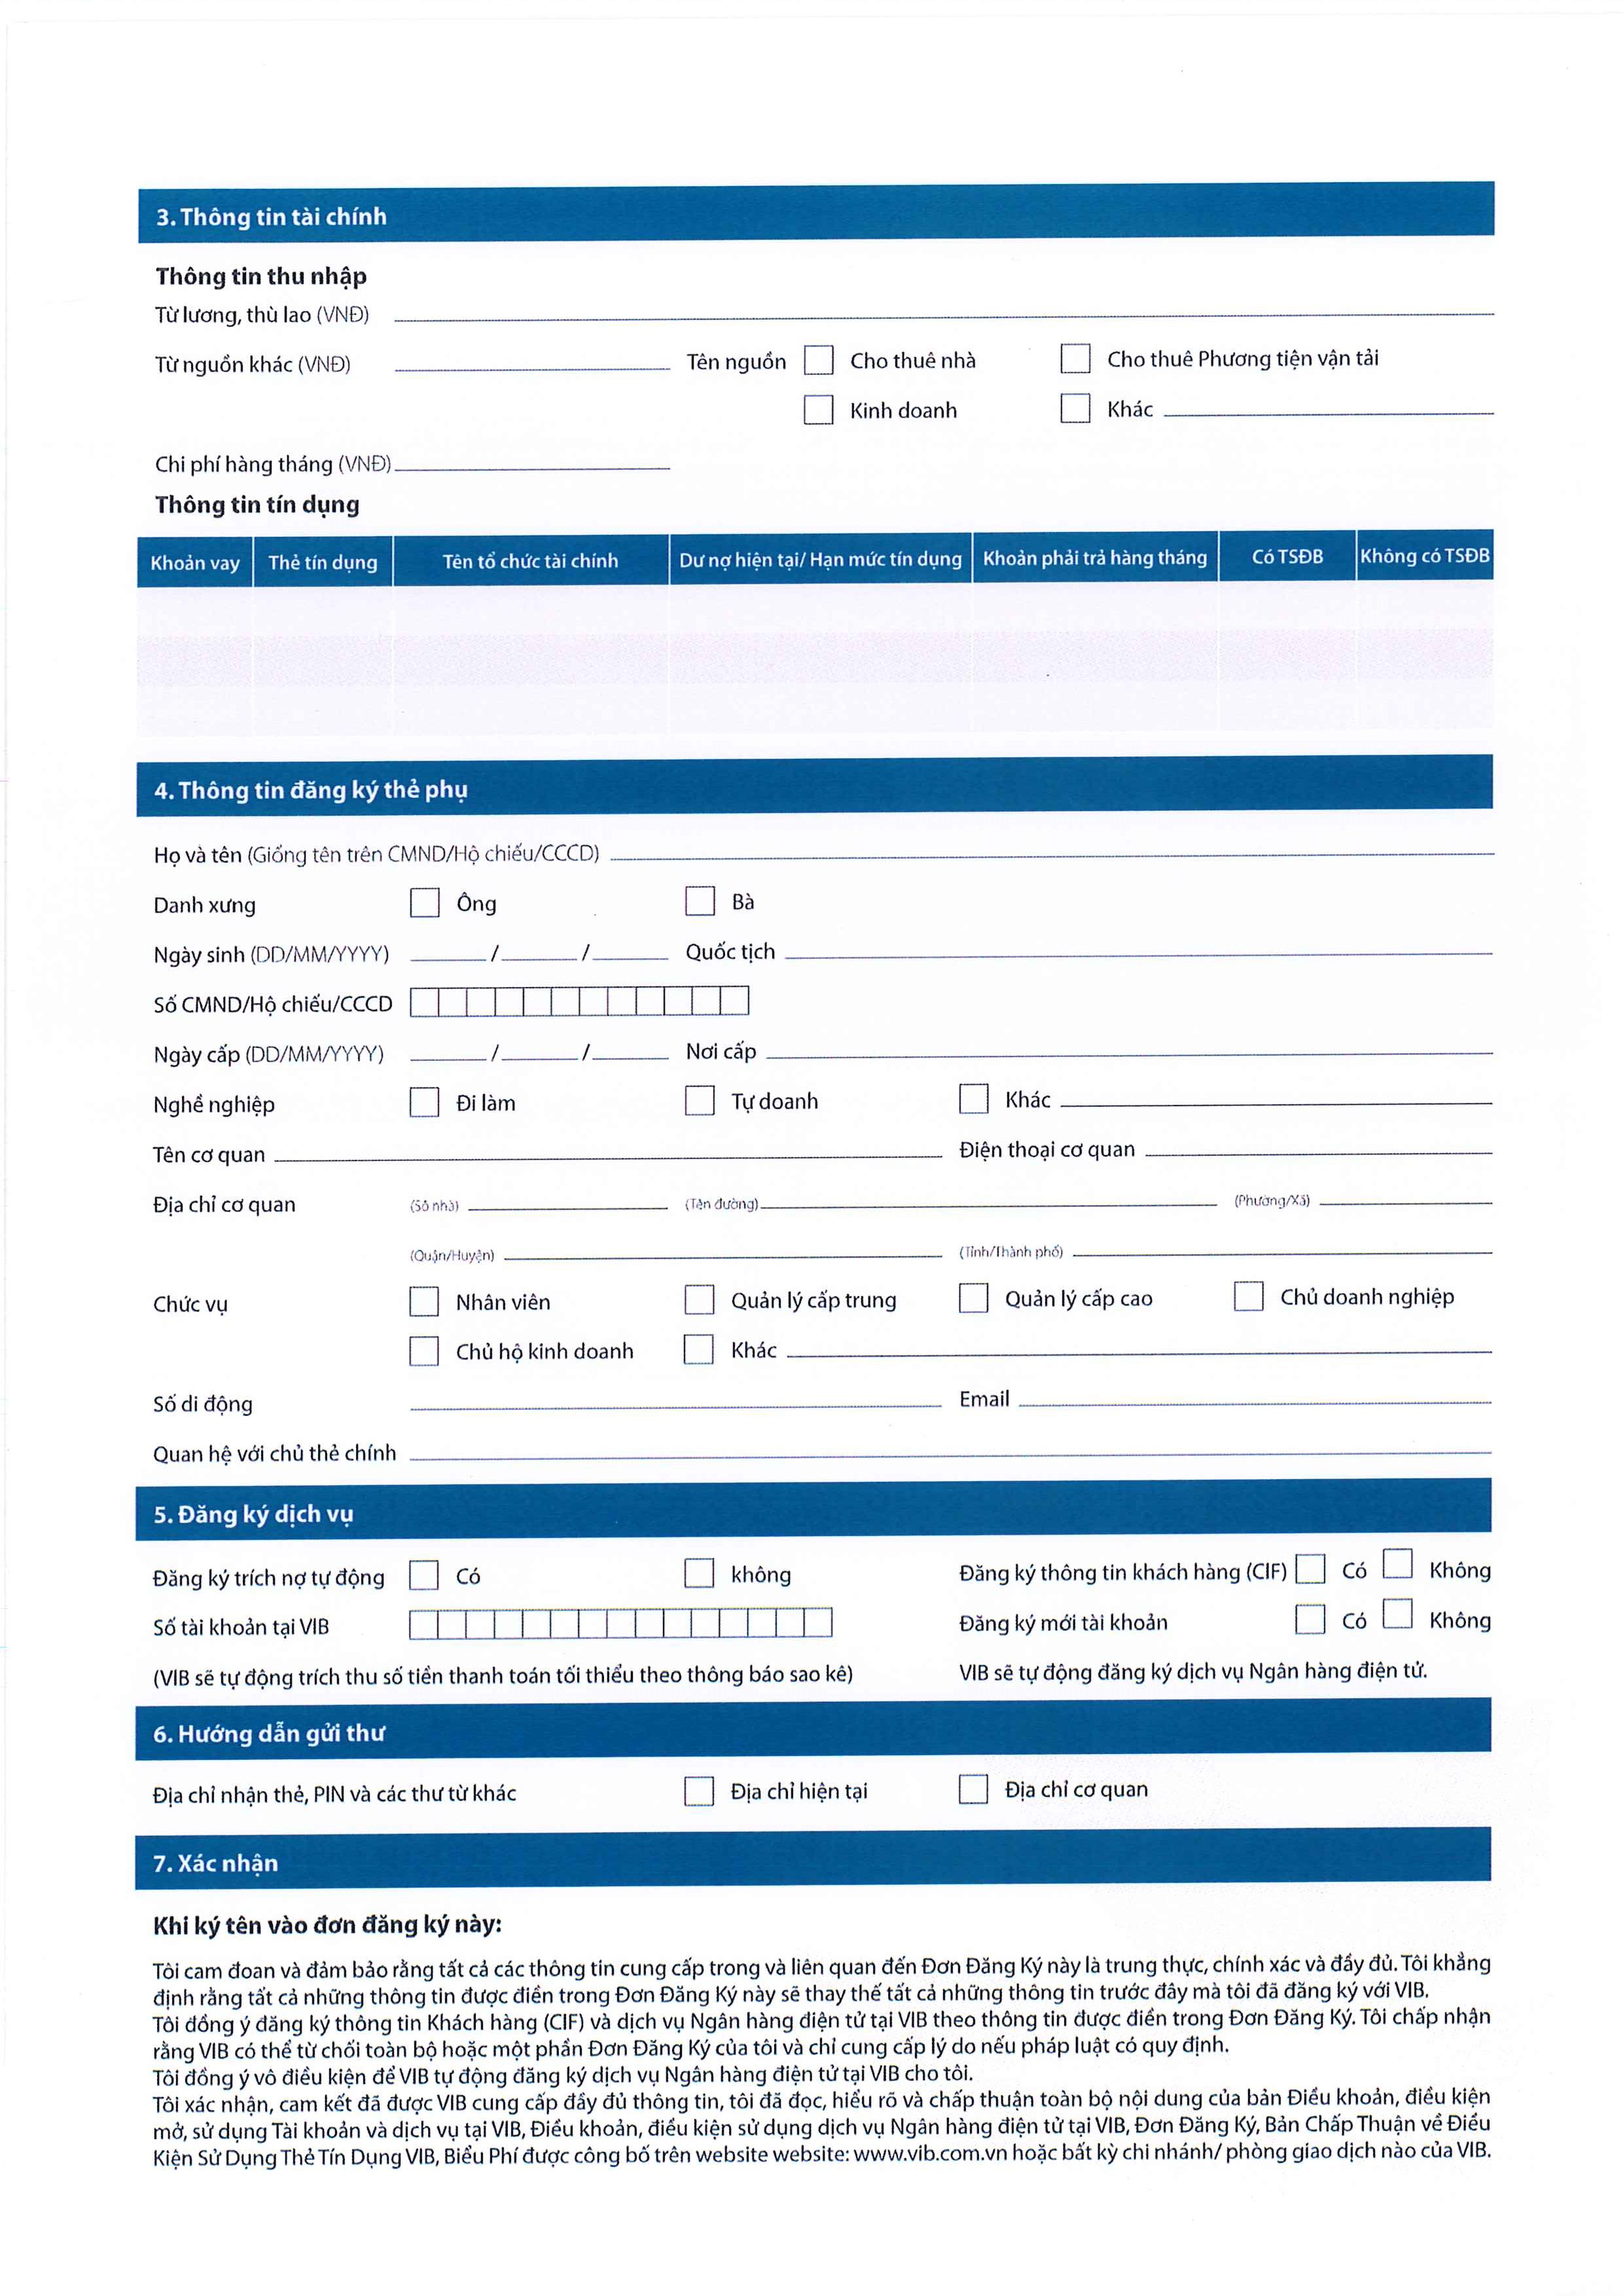 3. Thông tin tài chính
Thông tin thu nhập
Từ lương, thù lao (VNĐ)
Từ nguồn khác (VNĐ) Tên nguồn Cho thuê nhà Cho thuê Phương tiện vận tải
Kinh doanh Khác
Chi phí hàng tháng (VNĐ)
Thông tin tín dụng
Khoản vay Thẻ tín dụng Tên tổ chức tài chính Dư nợ hiện tại/ Hạn mức tín dụng Khoản phải trả hàng tháng Có TSĐB Không có TSĐB
4. Thông tin đăng ký thẻ phụ
Họ và tên (Giống tên trên CMND/Hộ chiếu/CCCD)
Danh xưng Ông Bà
Ngày sinh (DD/MM/YYYY) / / Quốc tịch
Số CMND/Hộ chiếu/CCCD
Ngày cấp (DD/MM/YYYY) / / Nơi cấp
Nghề nghiệp Đi làm Tự doanh Khác
Tên cơ quan Điện thoại cơ quan
Địa chỉ cơ quan (Số nhà) (Tên đường) (Phường/Xã)
(Quận/Huyện) (Tỉnh/Thành phố)
Chức vụ Nhân viên Quản lý cấp trung Quản lý cấp cao Chủ doanh nghiệp
Chủ hộ kinh doanh Khác
Số di động Email
Quan hệ với chủ thẻ chính
5. Đăng ký dịch vụ
Đăng ký trích nợ tự động Có không Đăng ký thông tin khách hàng (CIF) Có Không
Số tài khoản tại VIB Đăng ký mới tài khoản Có Không
(VIB sẽ tự động trích thu số tiền thanh toán tối thiểu theo thông báo sao kê) VIB sẽ tự động đăng ký dịch vụ Ngân hàng điện tử.
6. Hướng dẫn gửi thư
Địa chỉ nhận thẻ, PIN và các thư từ khác Địa chỉ hiện tại Địa chỉ cơ quan
7. Xác nhận
Khi ký tên vào đơn đăng ký này:
Tôi cam đoan và đảm bảo rằng tất cả các thông tin cung cấp trong và liên quan đến Đơn Đăng Ký này là trung thực, chính xác và đầy đủ. Tôi khẳng
định rằng tất cả những thông tin được điền trong Đơn Đăng Ký này sẽ thay thế tất cả những thông tin trước đây mà tôi đã đăng ký với VIB.
Tôi đồng ý đăng ký thông tin Khách hàng (CIF) và dịch vụ Ngân hàng điện tử tại VIB theo thông tin được điền trong Đơn Đăng Ký. Tôi chấp nhận
rằng VIB có thể từ chối toàn bộ hoặc một phần Đơn Đăng Ký của tôi và chỉ cung cấp lý do nếu pháp luật có quy định.
Tôi đồng ý vô điều kiện để VIB tự động đăng ký dịch vụ Ngân hàng điện tử tại VIB cho tôi.
Tôi xác nhận, cam kết đã được VIB cung cấp đầy đủ thông tin, tôi đã đọc, hiểu rõ và chấp thuận toàn bộ nội dung của bản Điều khoản, điều kiện
mở, sử dụng Tài khoản và dịch vụ tại VIB, Điều khoản, điều kiện sử dụng dịch vụ Ngân hàng điện tử tại VIB, Đơn Đăng Ký, Bản Chấp Thuận về Điều
Kiện Sử Dụng Thẻ Tín Dụng VIB, Biểu Phí được công bố trên website website: www.vib.com.vn hoặc bất kỳ chi nhánh/ phòng giao dịch nào của VIB.